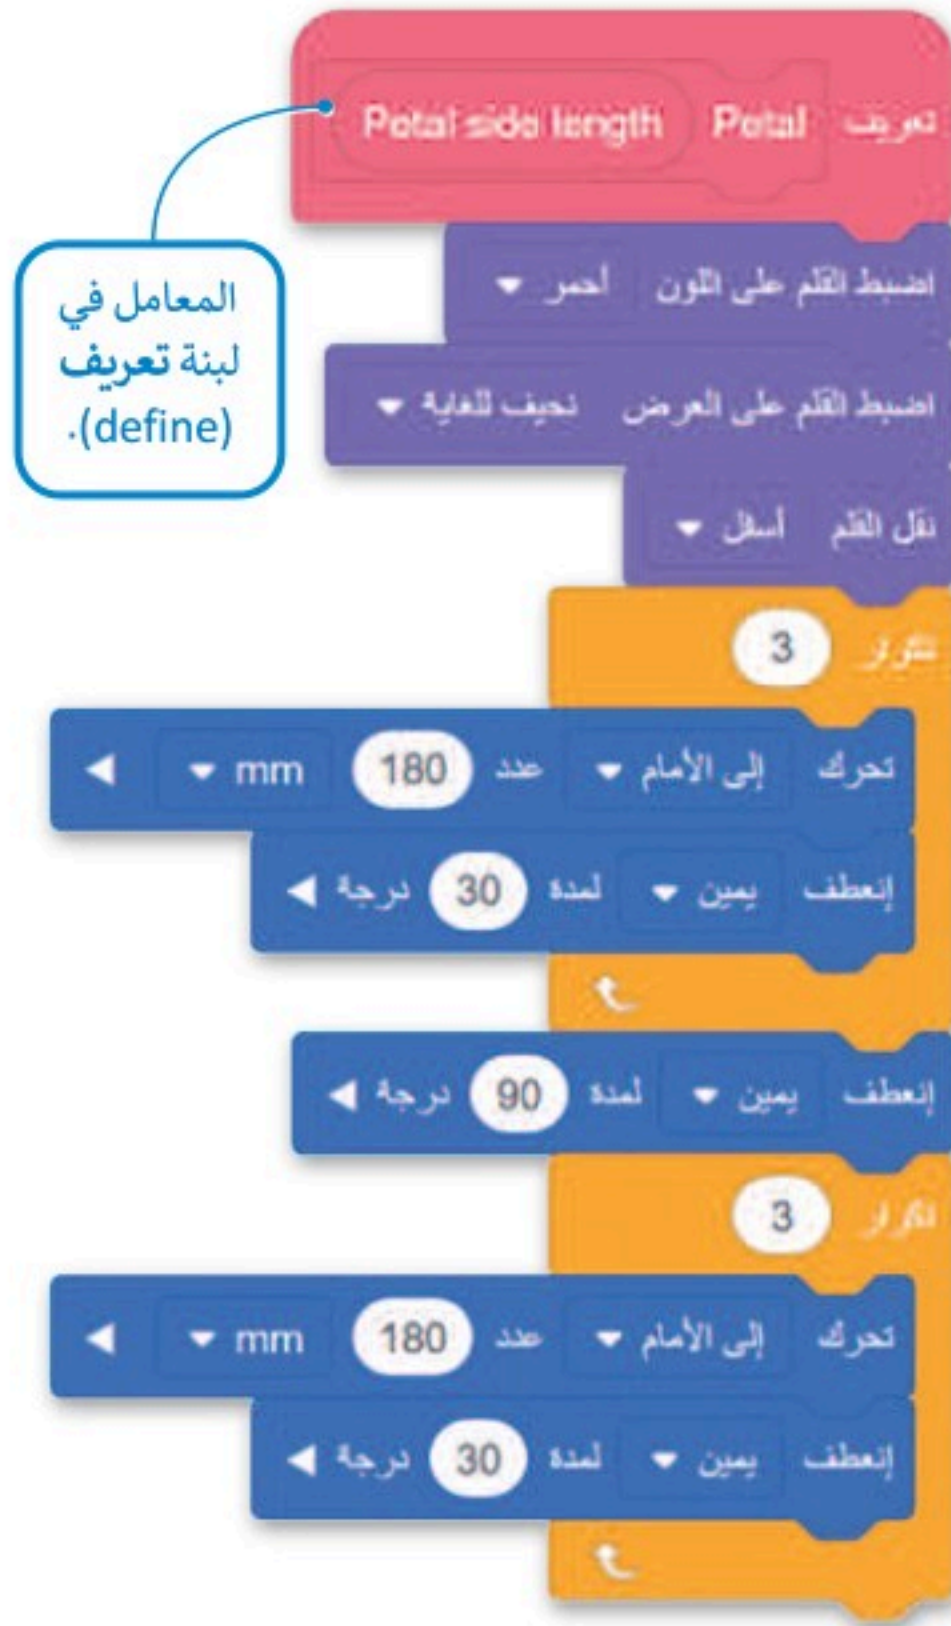 تعريف Petal Petal side length
المعامل في
لبنة تعريف
(define).
اضبط القلم على اللون أحمر
اضبط القلم على العرض نحيف للغاية
نقل القلم أسفل
تكرار 3
تحرك إلى الأمام عدد 180 mm
إنعطف يمين لمدة 30 درجة
إنعطف يمين لمدة 90 درجة
تكرار 3
تحرك إلى الأمام عدد 180 mm
إنعطف يمين لمدة 30 درجة